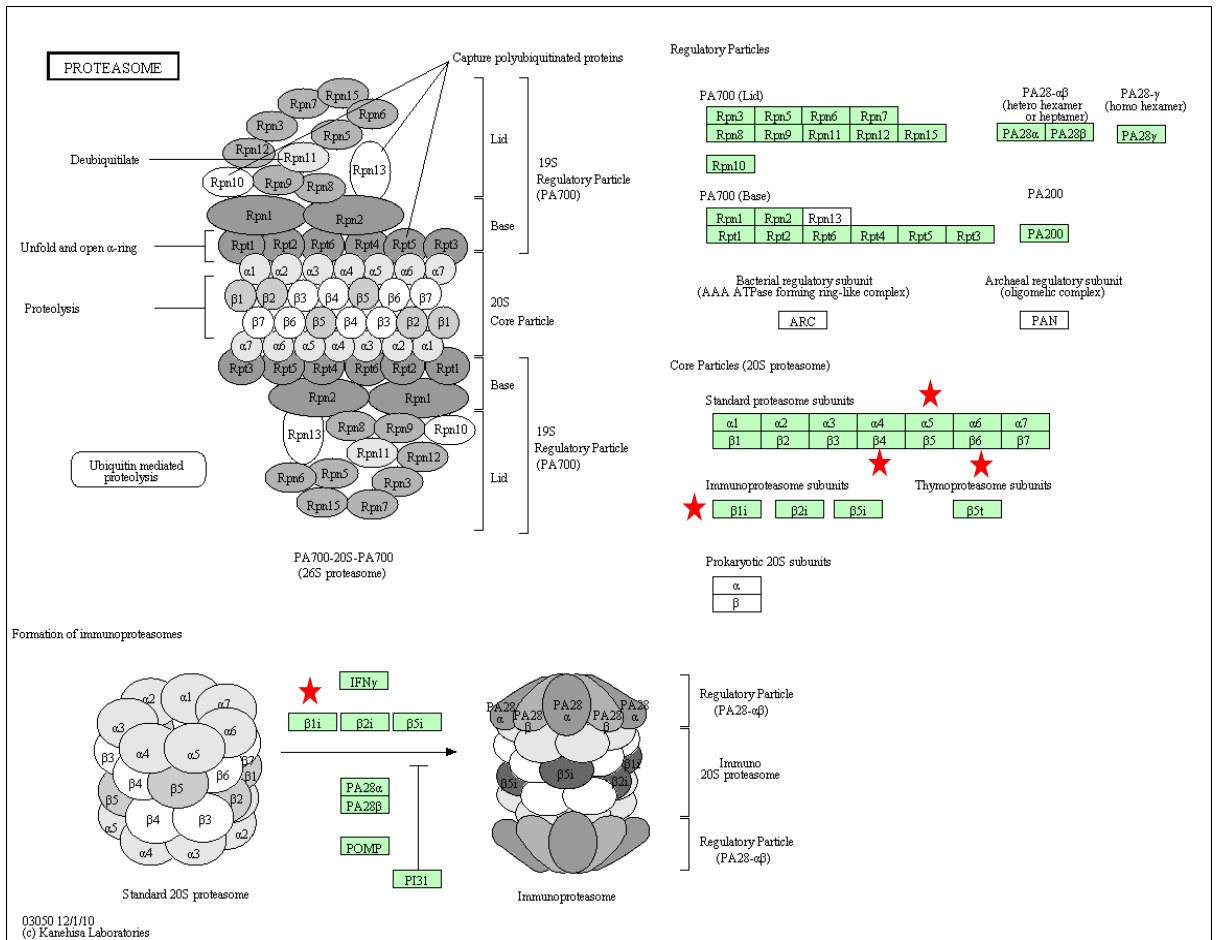 PROTEASOME
Capture polyubiquitinated proteins
Rpn15
Rpn7
Rpn6
Rpn3
Rpn5
Rpn12
Rpn11
Rpn13
Rpn10
Rpn9
Rpn8
Deubiquitilate
Lid
19S
Regulatory Particle
(PA700)
Rpn1
Rpn2
Base
Unfold and open α-ring
Rpt1 Rpt2 Rpt6 Rpt4 Rpt5 Rpt3
α1 α2 α3 α4 α5 α6 α7
Proteolysis
β1 β2 β3 β4 β5 β6 β7
β7 β6 β5 β4 β3 β2 β1
20S
Core Particle
α7 α6 α5 α4 α3 α2 α1
Rpt3 Rpt5 Rpt4 Rpt6 Rpt2 Rpt1
Base
Rpn2 Rpn1
Rpn13 Rpn8 Rpn9 Rpn10
Rpn11 Rpn12
Rpn6 Rpn5 Rpn3
Rpn15 Rpn7
19S
Regulatory Particle
(PA700)
Lid
Ubiquitin mediated
proteolysis
PA700-20S-PA700
(26S proteasome)
Regulatory Particles
PA700 (Lid)
Rpn3 Rpn5 Rpn6 Rpn7
Rpn8 Rpn9 Rpn11 Rpn12 Rpn15
Rpn10
PA28-αβ
(hetero hexamer
or heptamer)
PA28α PA28β
PA28-γ
(homo hexamer)
PA28γ
PA700 (Base)
Rpn1 Rpn2 Rpn13
Rpt1 Rpt2 Rpt6 Rpt4 Rpt5 Rpt3
PA200
PA200
Bacterial regulatory subunit
(AAA ATPase forming ring-like complex)
ARC
Archaeal regulatory subunit
(oligomelic complex)
PAN
Core Particles (20S proteasome)
Standard proteasome subunits
α1 α2 α3 α4 α5 α6 α7
β1 β2 β3 β4 β5 β6 β7
Immunoproteasome subunits
β1i β2i β5i
Thymoproteasome subunits
β5t
Prokaryotic 20S subunits
α
β
Formation of immunoproteasomes
α2 α1 α7
α3 α6
α4 α5
β3 β7
β4 β6 β1
β5
β5 β2
β4 β3
α5 α2
α4 α3
Standard 20S proteasome
IFNγ
β1i β2i β5i
PA28α
PA28β
POMP
PI31
PA28
α
PA28
β
PA28
α
PA28
β
PA28
α
β1i
β5i β5i β2i
Immunoproteasome
Regulatory Particle
(PA28-αβ)
Immuno
20S proteasome
Regulatory Particle
(PA28-αβ)
03050 12/1/10
(c) Kanehisa Laboratories